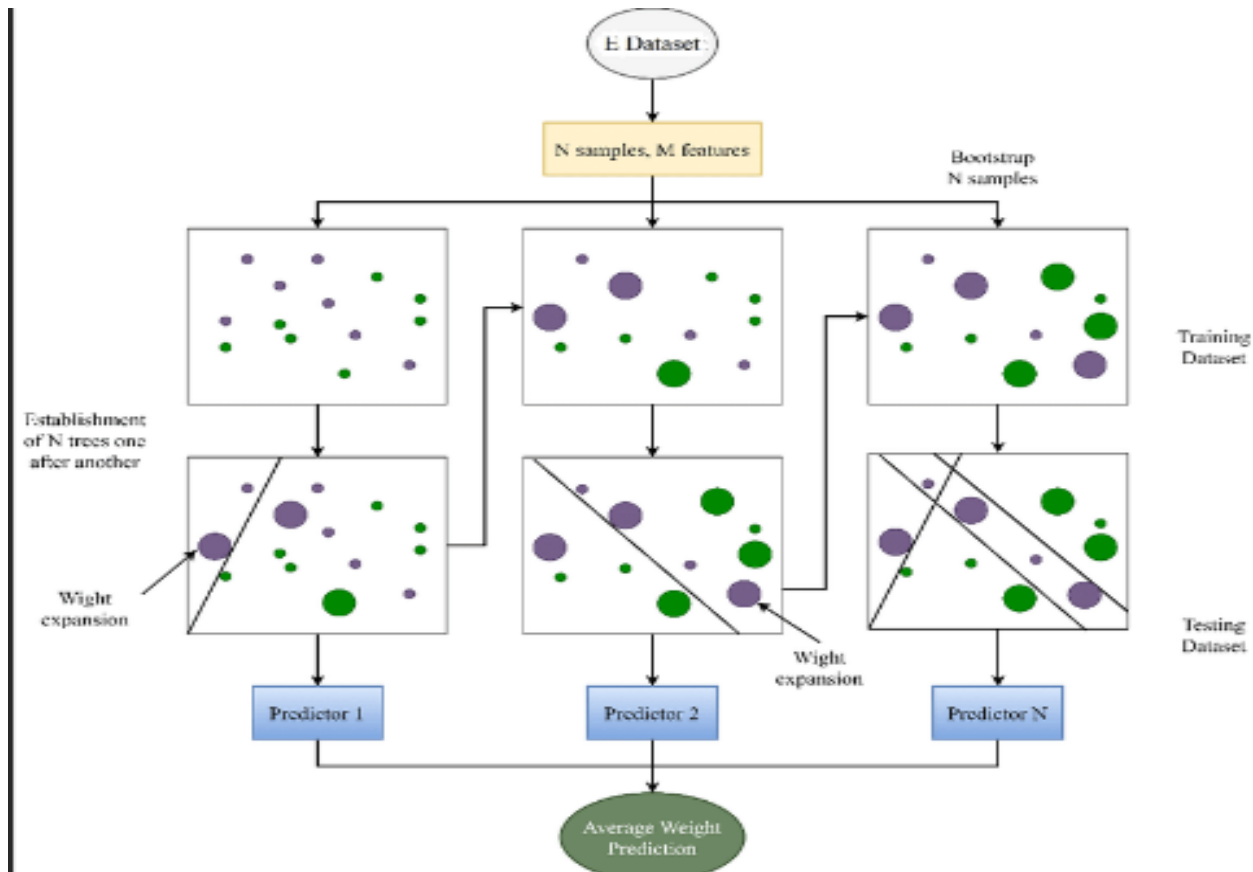 E Dataset
N samples, M features
Bootstrap
N samples
Training
Dataset
Establishment
of N trees one
after another
Wight
expansion
Wight
expansion
Testing
Dataset
Predictor 1
Predictor 2
Predictor N
Average Weight
Prediction